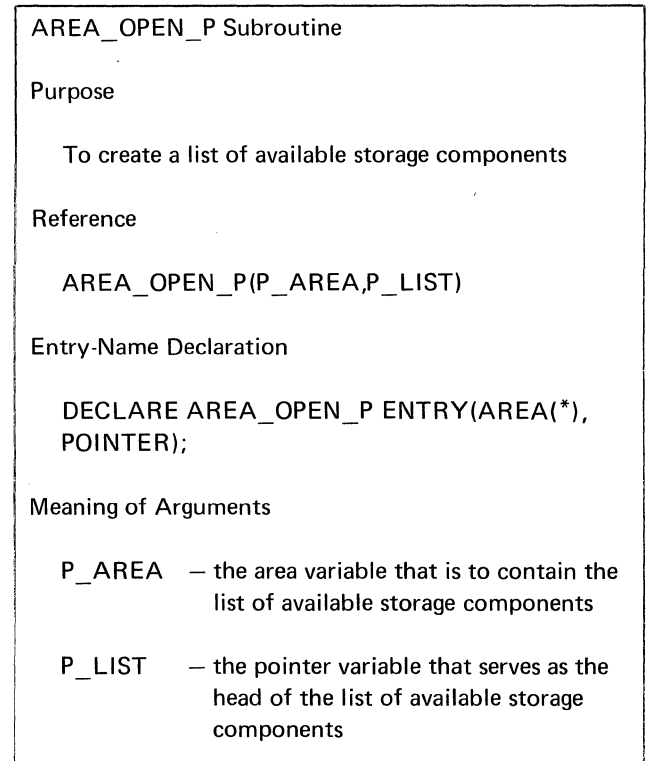 AREA_OPEN_P Subroutine
Purpose
To create a list of available storage components
Reference
AREA_OPEN_P(P_AREA,P_LIST)
Entry-Name Declaration
DECLARE AREA_OPEN_P ENTRY(AREA(*),
POINTER);
Meaning of Arguments
P_AREA — the area variable that is to contain the
list of available storage components
P_LIST — the pointer variable that serves as the
head of the list of available storage
components